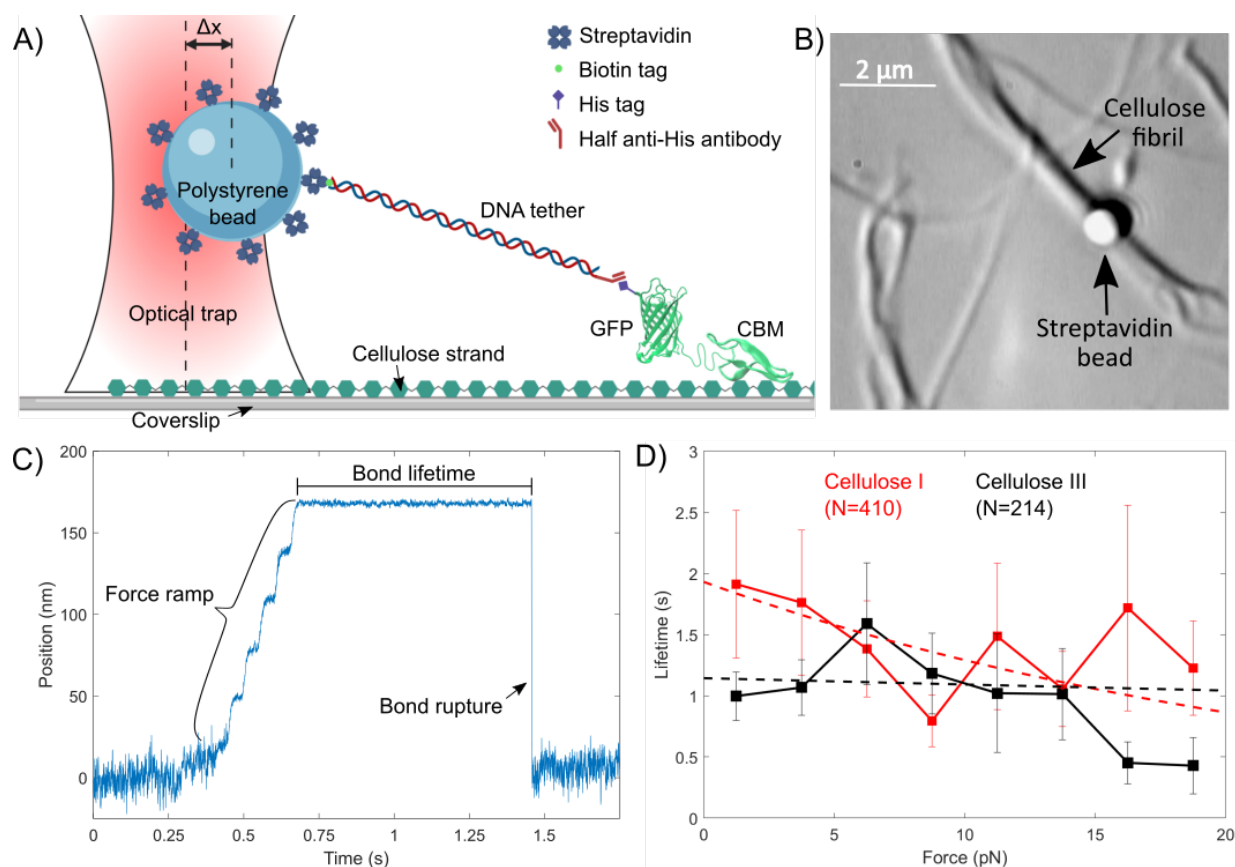 A)
Δx
Streptavidin
Biotin tag
His tag
Half anti-His antibody
Polystyrene
bead
DNA tether
Optical trap
GFP
CBM
Cellulose strand
Coverslip
B)
2 μm
Cellulose
fibril
Streptavidin
bead
C)
200
150
100
50
0
Position (nm)
Bond lifetime
Force ramp
Bond rupture
0
0.25
0.5
0.75
1
1.25
1.5
Time (s)
D)
3
2.5
2
1.5
1
0.5
0
Lifetime (s)
Cellulose I
(N=410)
Cellulose III
(N=214)
0
5
10
15
20
Force (pN)